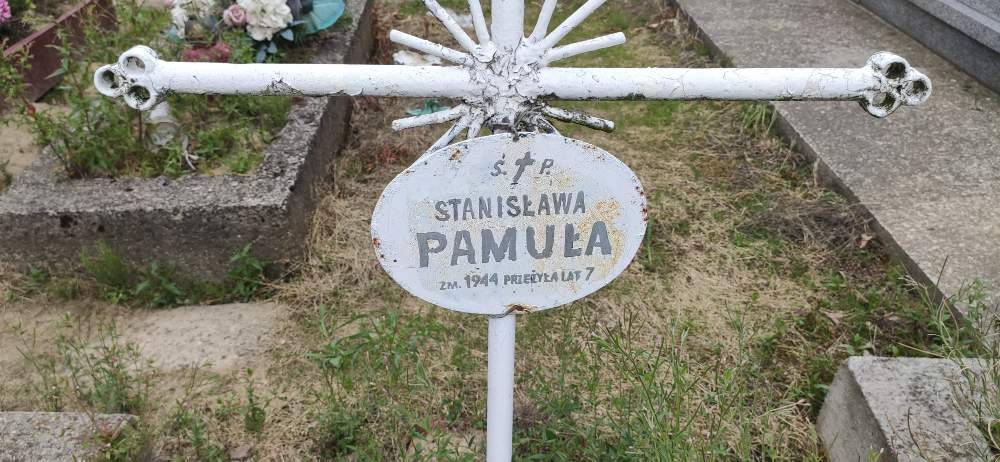 Ś. † P.
STANISŁAWA
PAMUŁA
ZM. 1944 PRZEŻYŁA LAT 7